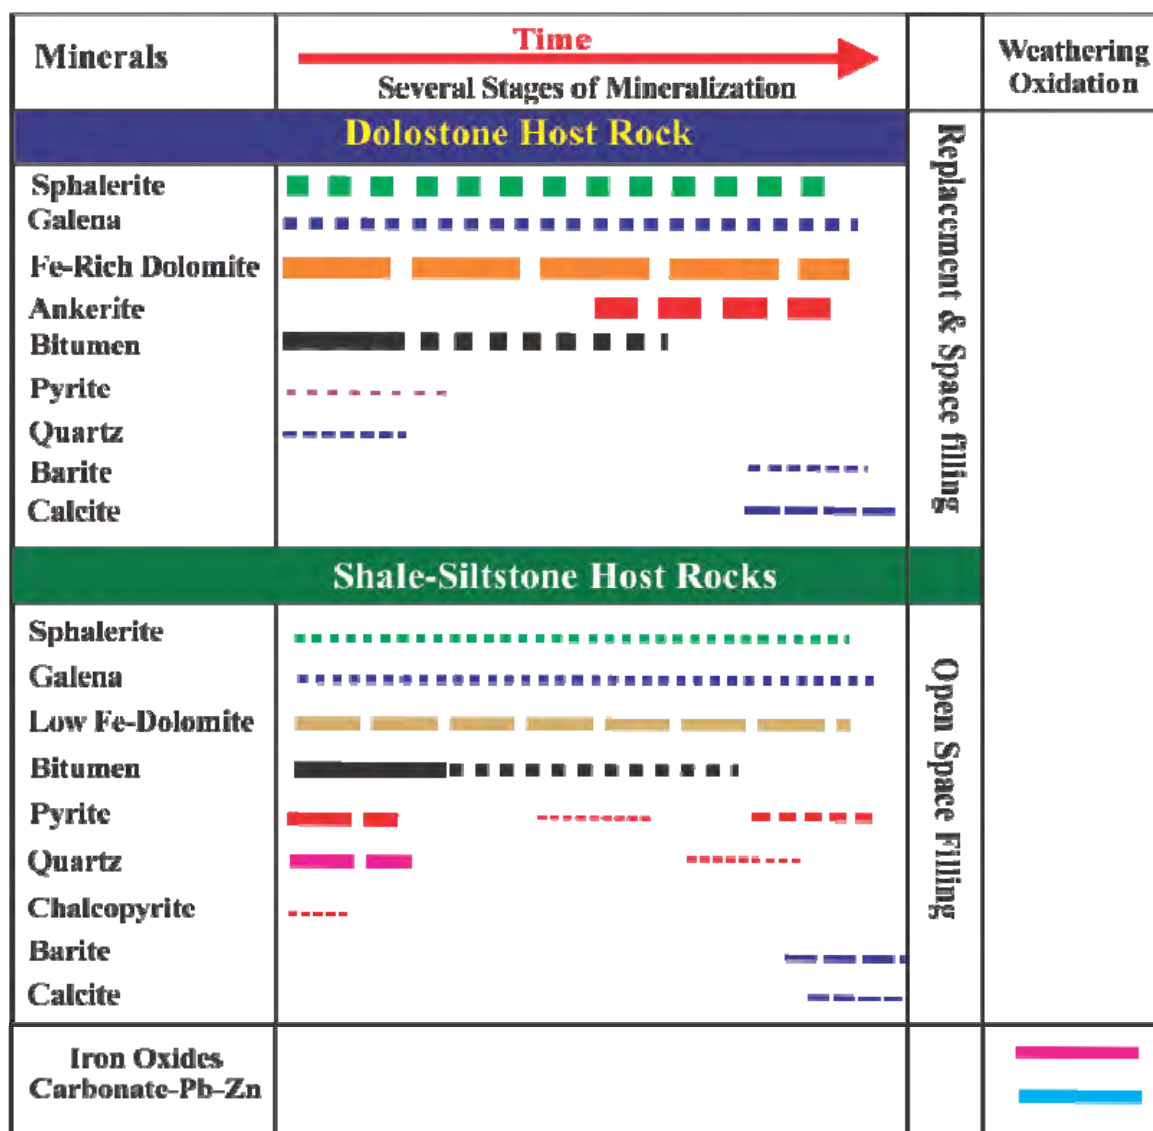 Minerals
Time
Several Stages of Mineralization
Weathering
Oxidation
Dolostone Host Rock
Sphalerite
Galena
Fe-Rich Dolomite
Ankerite
Bitumen
Pyrite
Quartz
Barite
Calcite
Replacment & Space filling
Shale-Siltstone Host Rocks
Sphalerite
Galena
Low Fe-Dolomite
Bitumen
Pyrite
Quartz
Chalcopyrite
Barite
Calcite
Open Space Filling
Iron Oxides
Carbonate-Pb-Zn